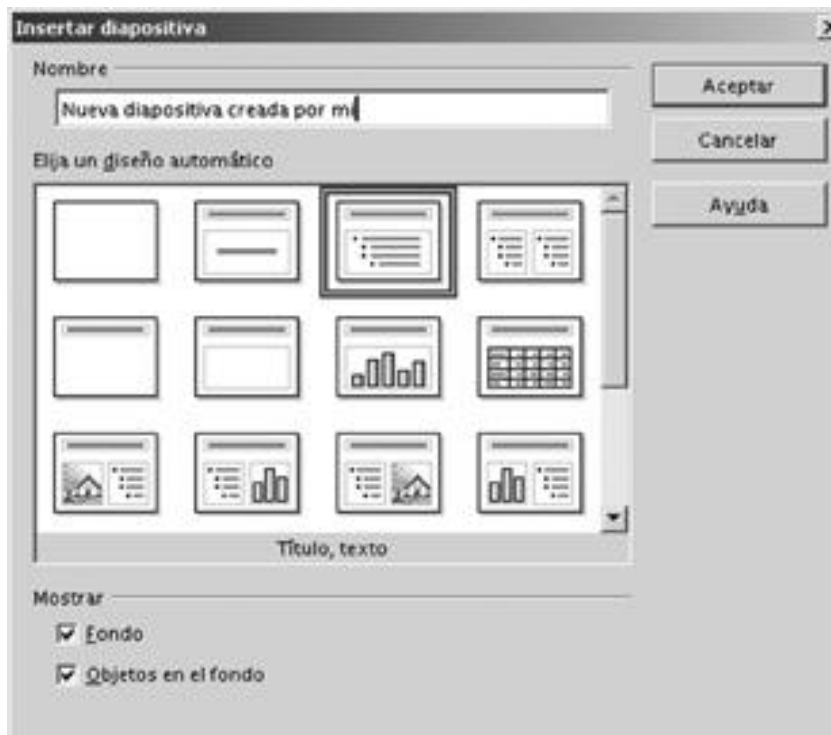 Insertar diapositiva
Nombre
Nueva diapositiva creada por mi
Aceptar
Cancelar
Ayuda
Elija un diseño automático
Título, texto
Mostrar
Fondo
Objetos en el fondo